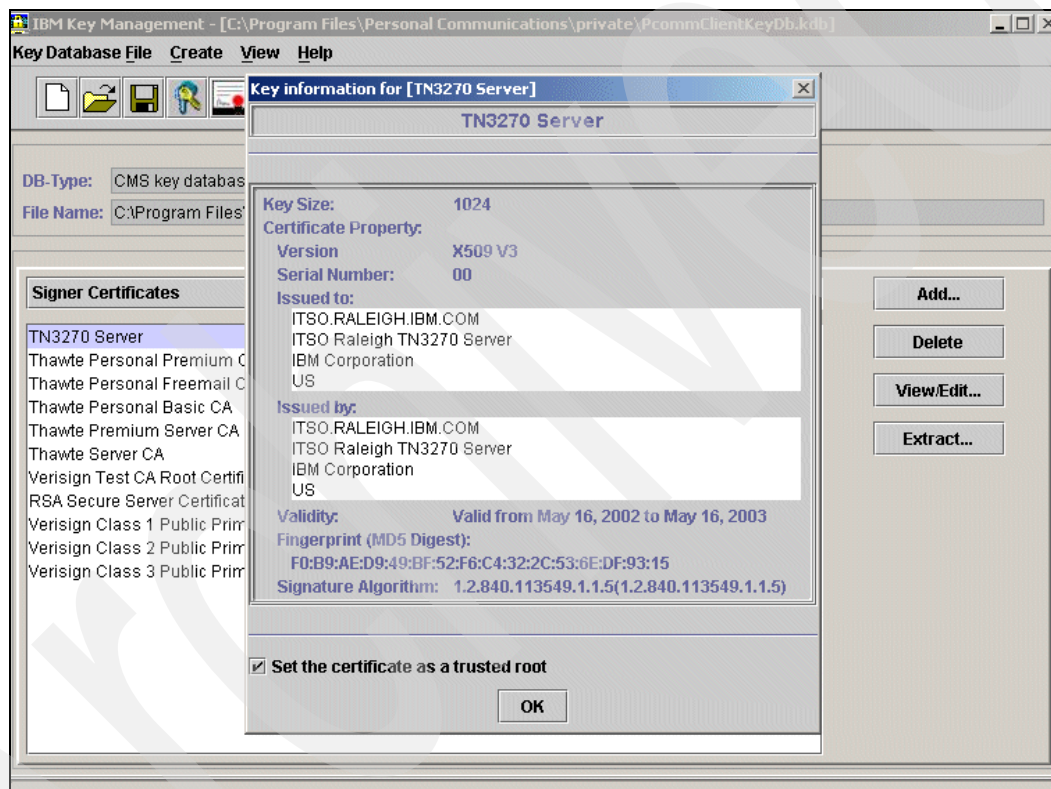 IBM Key Management - [C:\Program Files\Personal Communications\private\PcommClientKeyDb.kdb]
Key Database File Create View Help
Key information for [TN3270 Server]
TN3270 Server
DB-Type: CMS key databas
File Name: C:\Program Files\
Key Size: 1024
Certificate Property:
Version X509 V3
Serial Number: 00
Issued to:
ITSO.RALEIGH.IBM.COM
ITSO Raleigh TN3270 Server
IBM Corporation
US
Issued by:
ITSO.RALEIGH.IBM.COM
ITSO Raleigh TN3270 Server
IBM Corporation
US
Validity: Valid from May 16, 2002 to May 16, 2003
Fingerprint (MD5 Digest):
F0:B9:AE:D9:49:BF:52:F6:C4:32:2C:53:6E:DF:93:15
Signature Algorithm: 1.2.840.113549.1.1.5(1.2.840.113549.1.1.5)
Set the certificate as a trusted root
OK
Signer Certificates
TN3270 Server
Thawte Personal Premium C
Thawte Personal Freemail C
Thawte Personal Basic CA
Thawte Premium Server CA
Thawte Server CA
Verisign Test CA Root Certifi
RSA Secure Server Certificat
Verisign Class 1 Public Prim
Verisign Class 2 Public Prim
Verisign Class 3 Public Prim
Add...
Delete
View/Edit...
Extract...